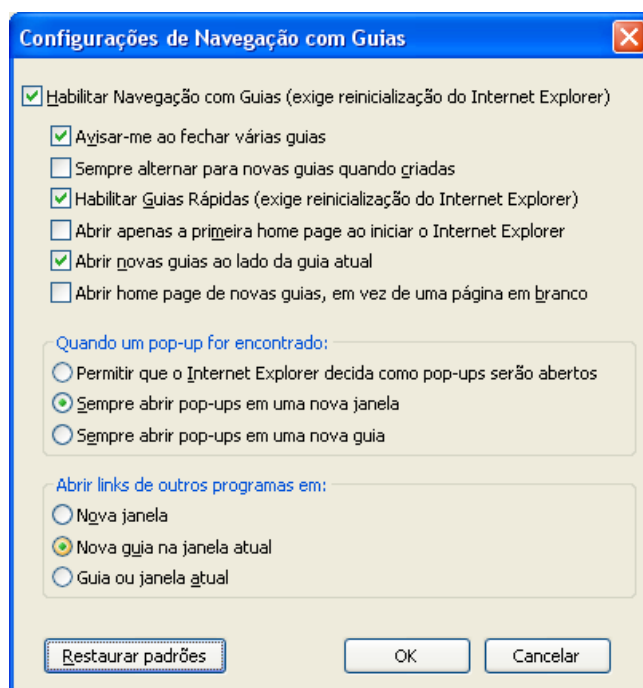 Configurações de Navegação com Guias
Habilitar Navegação com Guias (exige reinicialização do Internet Explorer)
Avisar-me ao fechar várias guias
Sempre alternar para novas guias quando criadas
Habilitar Guias Rápidas (exige reinicialização do Internet Explorer)
Abrir apenas a primeira home page ao iniciar o Internet Explorer
Abrir novas guias ao lado da guia atual
Abrir home page de novas guias, em vez de uma página em branco
Quando um pop-up for encontrado:
Permitir que o Internet Explorer decida como pop-ups serão abertos
Sempre abrir pop-ups em uma nova janela
Sempre abrir pop-ups em uma nova guia
Abrir links de outros programas em:
Nova janela
Nova guia na janela atual
Guia ou janela atual
Restaurar padrões OK Cancelar